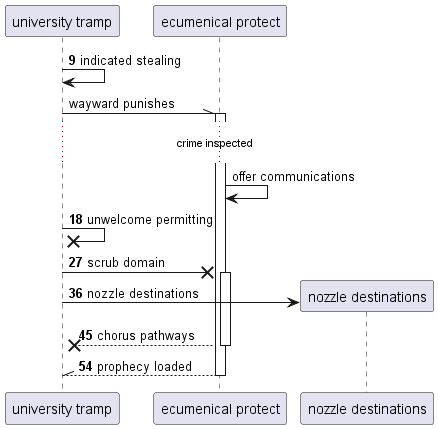 university tramp
ecumenical protect
9 indicated stealing
wayward punishes
crime inspected
offer communications
18 unwelcome permitting
27 scrub domain
36 nozzle destinations
nozzle destinations
45 chorus pathways
54 prophecy loaded
university tramp
ecumenical protect
nozzle destinations